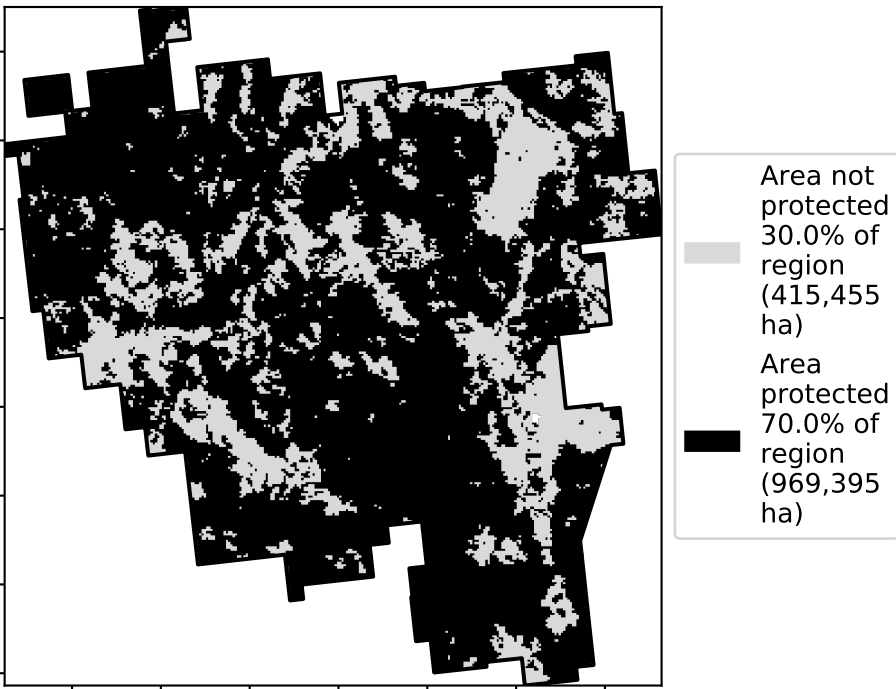 Area not
protected
30.0% of
region
(415,455
ha)
Area
protected
70.0% of
region
(969,395
ha)